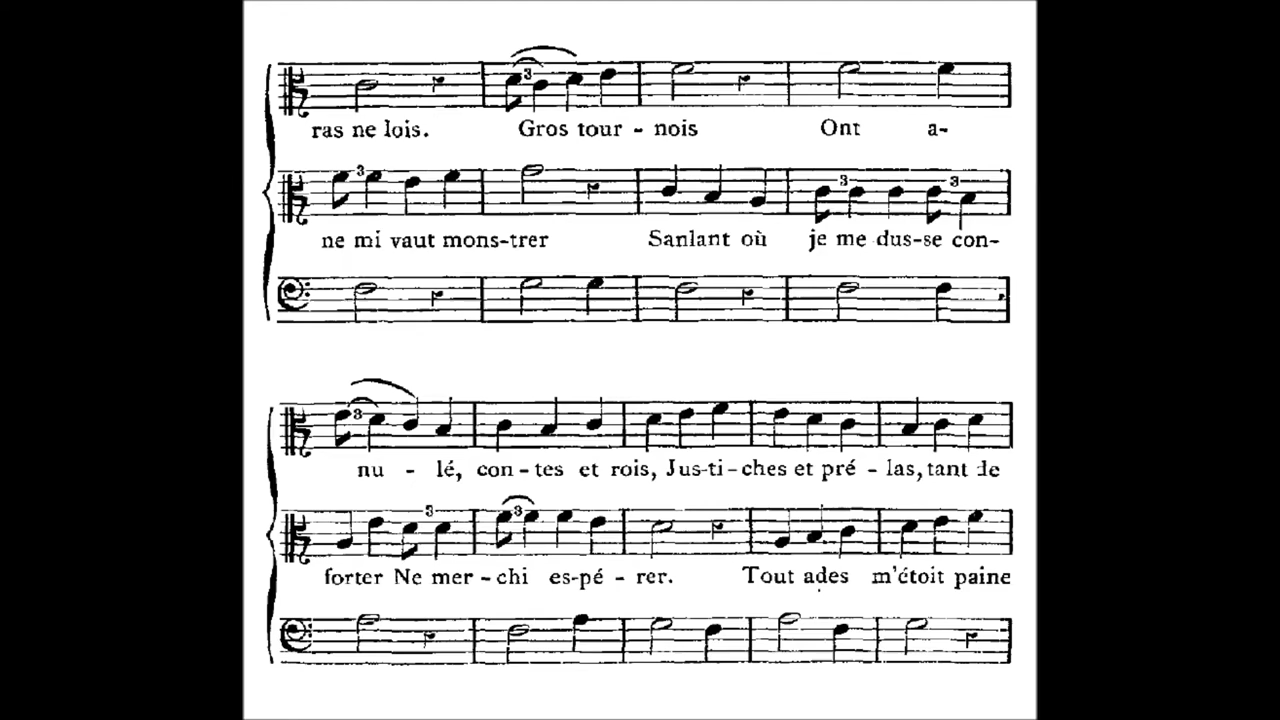 ras ne lois. Gros tour - nois Ont a-
ne mi vaut mons-trer Sanlant où je me dus-se con-
nu - lé, con-tes et rois, Jus-ti-ches et pré - las, tant de
forter Ne mer-chi es-pé - rer. Tout ades m'étoit paine